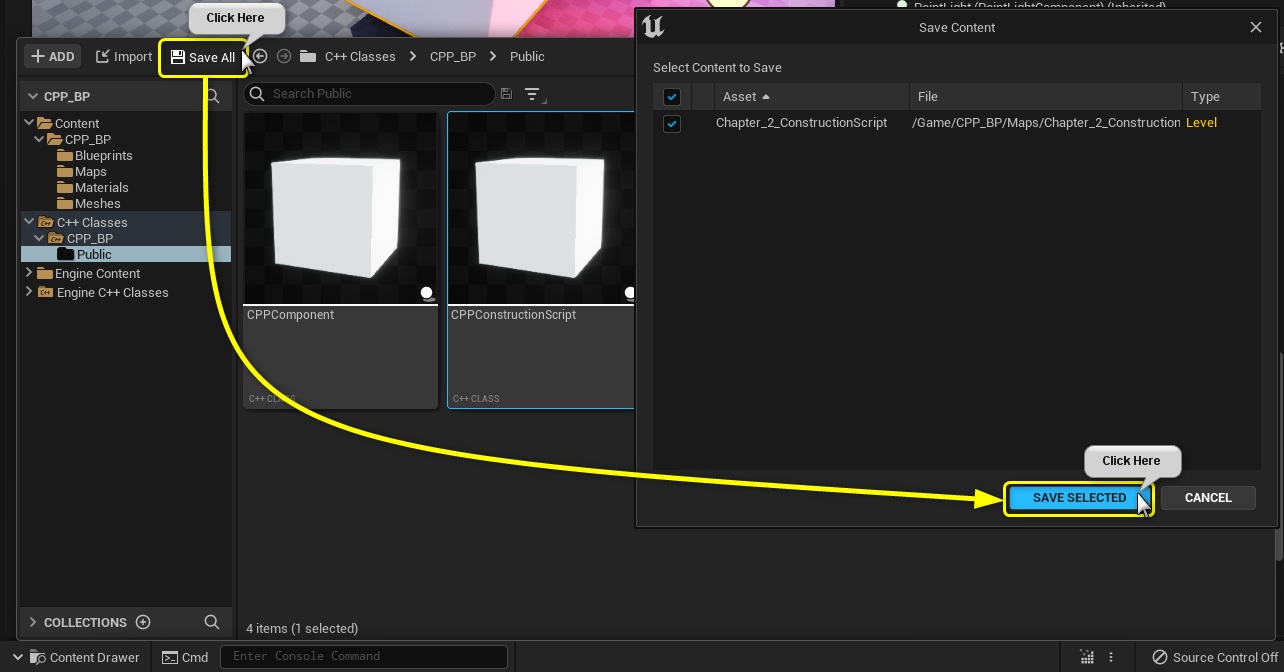 Click Here
PointLight (PointLightComponent) (Inherited)
ADD
Import
Save All
C++ Classes
CPP_BP
Public
CPP_BP
Search Public
Content
CPP_BP
Blueprints
Maps
Materials
Meshes
C++ Classes
CPP_BP
Public
Engine Content
Engine C++ Classes
CPPComponent
C++ CLASS
CPPConstructionScript
C++ CLASS
Save Content
Select Content to Save
Asset File Type
Chapter_2_ConstructionScript /Game/CPP_BP/Maps/Chapter_2_Construction Level
Click Here
SAVE SELECTED
CANCEL
COLLECTIONS
4 items (1 selected)
Content Drawer
Cmd
Enter Console Command
Source Control Off